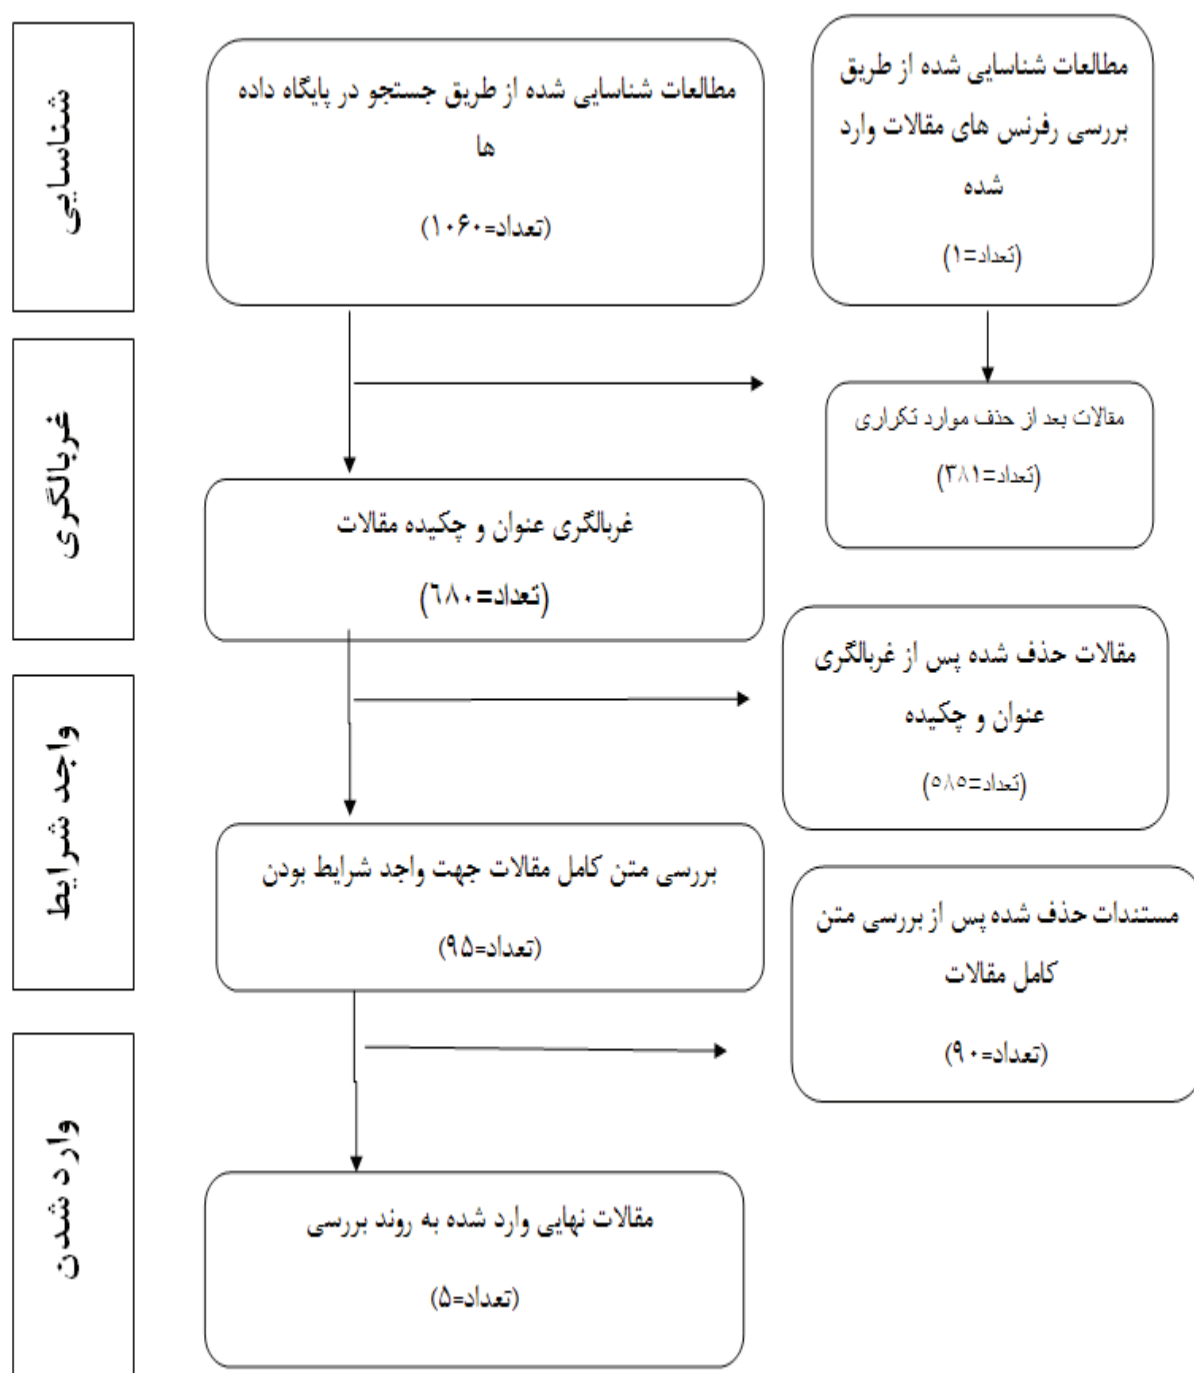 شناسایی
مطالعات شناسایی شده از طریق جستجو در پایگاه داده
ها
(تعداد=۱۰۶۰)
مطالعات شناسایی شده از طریق
بررسی رفرنس های مقالات وارد
شده
(تعداد=۱)
غربالگری
مقالات بعد از حذف موارد تکراری
(تعداد=۳۸۱)
غربالگری عنوان و چکیده مقالات
(تعداد=٦٨٠)
مقالات حذف شده پس از غربالگری
عنوان و چکیده
(تعداد=٥٨٥)
واجد شرایط
بررسی متن کامل مقالات جهت واجد شرایط بودن
(تعداد=۹۵)
مستندات حذف شده پس از بررسی متن
کامل مقالات
(تعداد=۹۰)
وارد شدن
مقالات نهایی وارد شده به روند بررسی
(تعداد=۵)